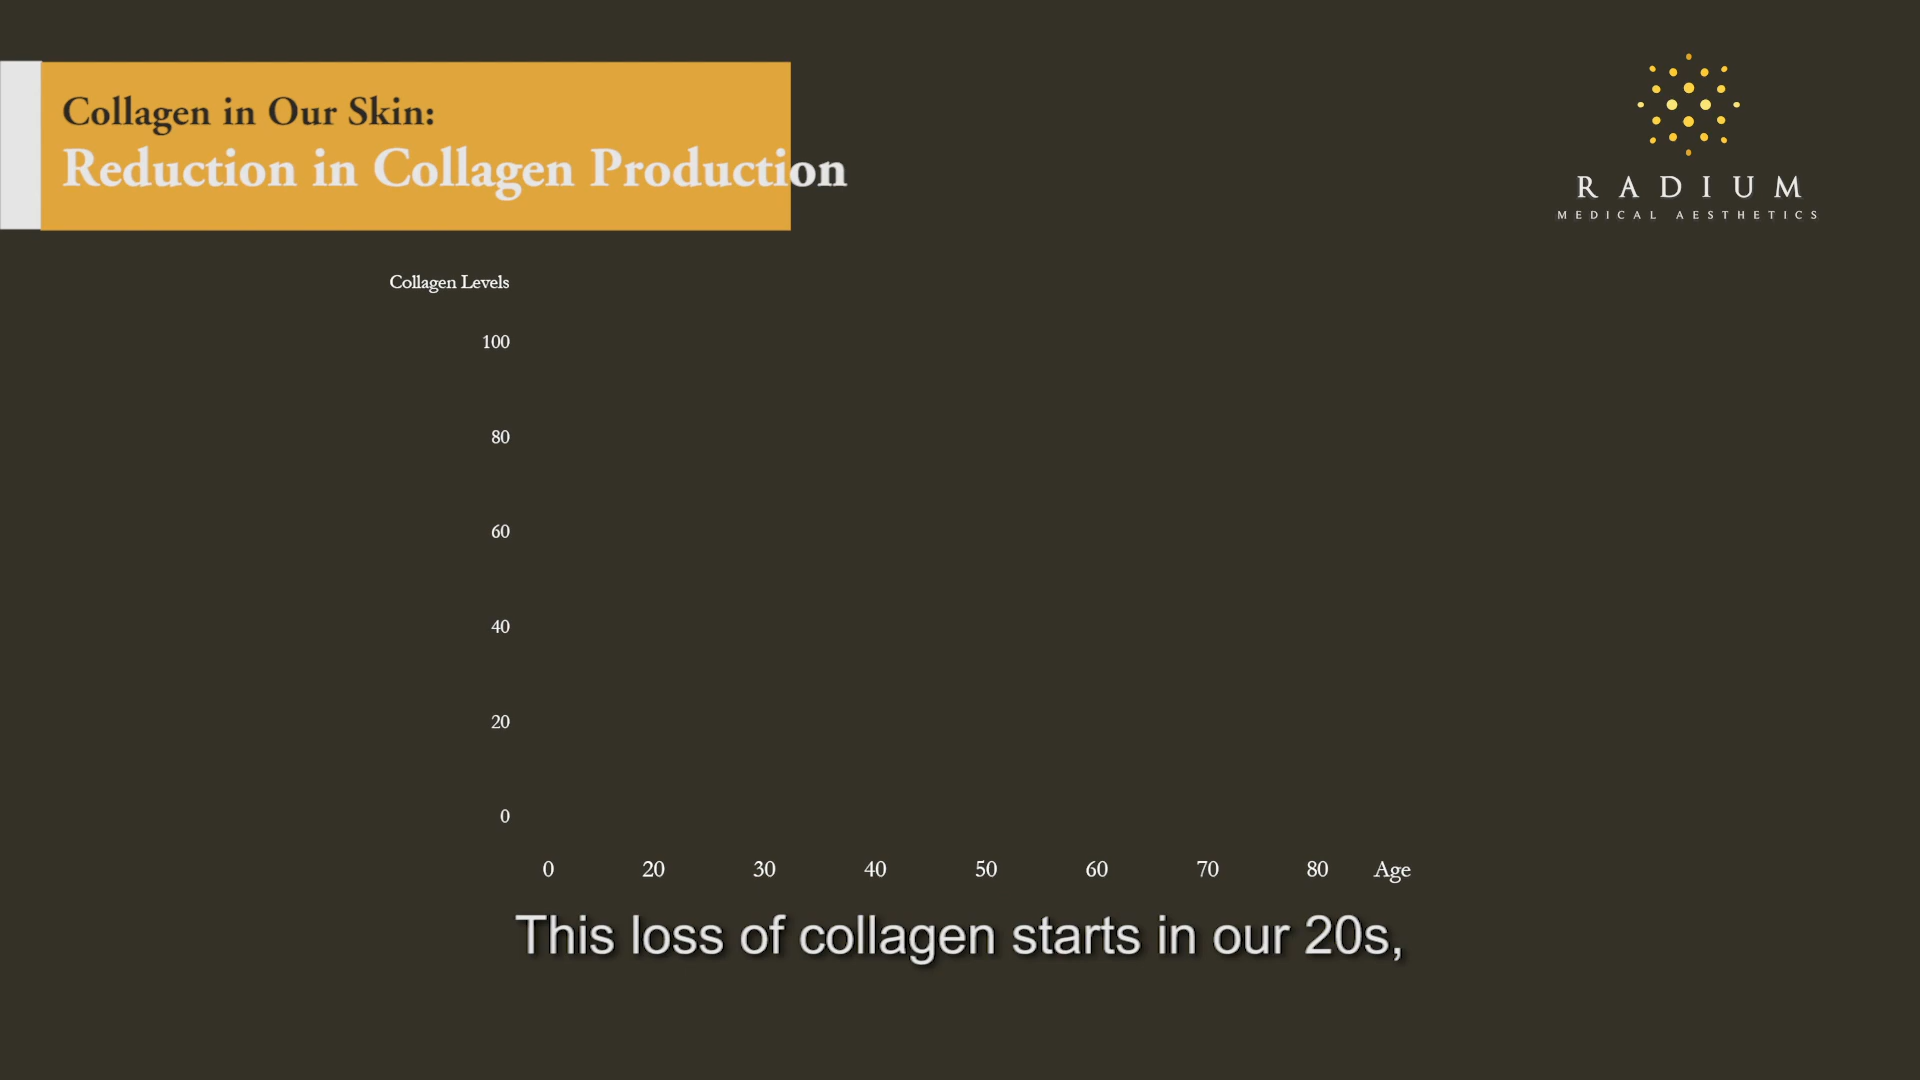 Collagen in Our Skin:
Reduction in Collagen Production
RADIUM
MEDICAL AESTHETICS
Collagen Levels
100
80
60
40
20
0
0 20 30 40 50 60 70 80 Age
This loss of collagen starts in our 20s,